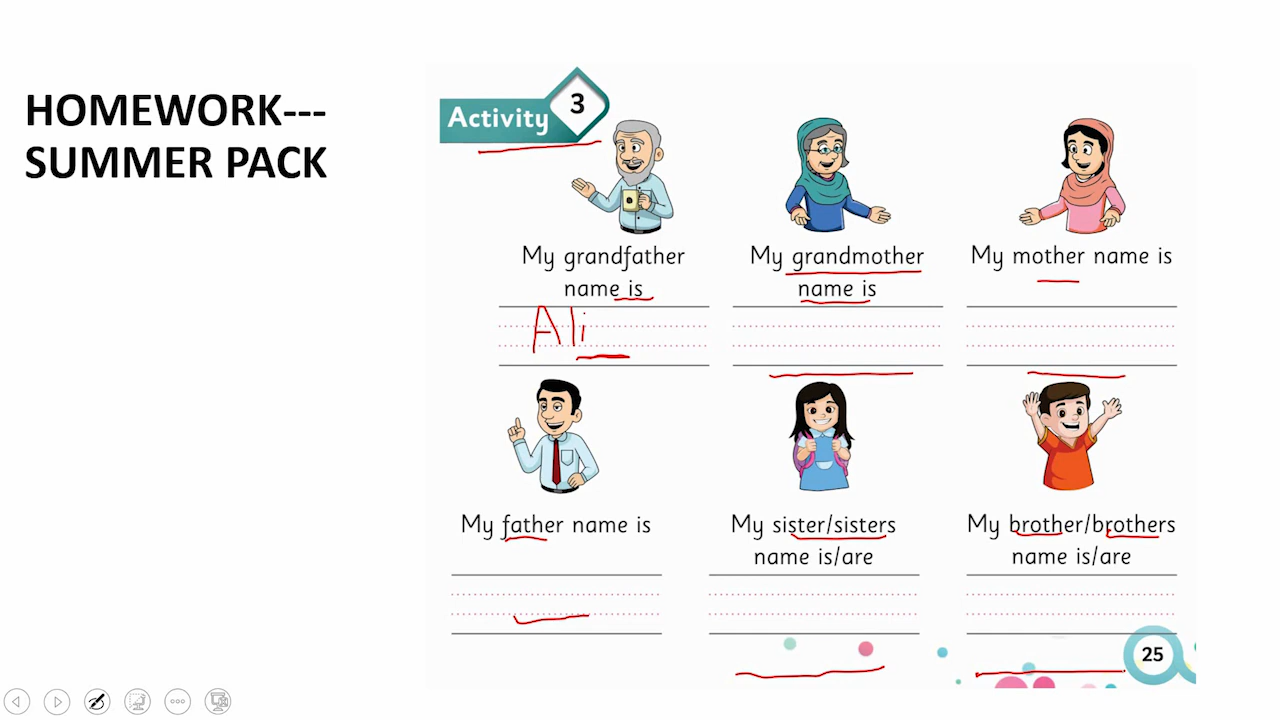 HOMEWORK---
SUMMER PACK
Activity 3
My grandfather
name is
Ali
My grandmother
name is
My mother name is
My father name is
My sister/sisters
name is/are
My brother/brothers
name is/are
25